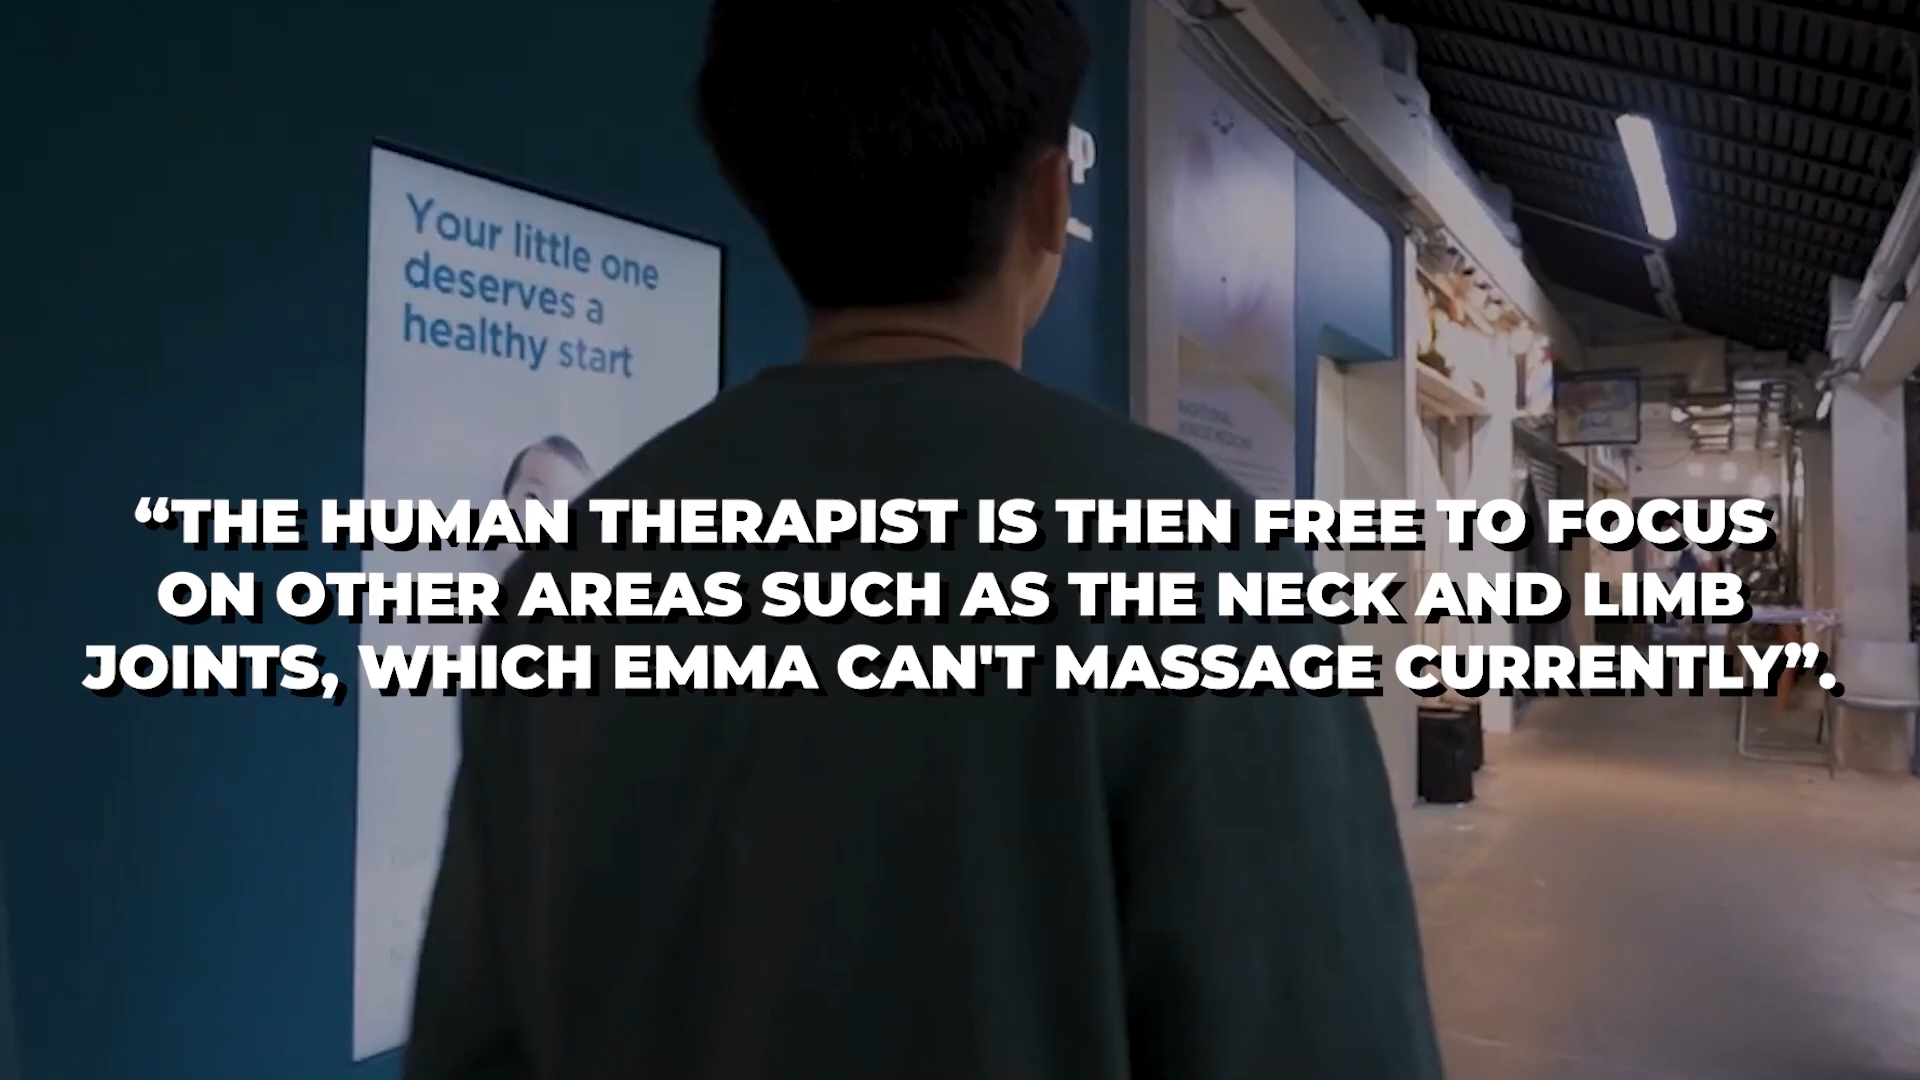 Your little one
deserves a
healthy start
“THE HUMAN THERAPIST IS THEN FREE TO FOCUS
ON OTHER AREAS SUCH AS THE NECK AND LIMB
JOINTS, WHICH EMMA CAN'T MASSAGE CURRENTLY”.